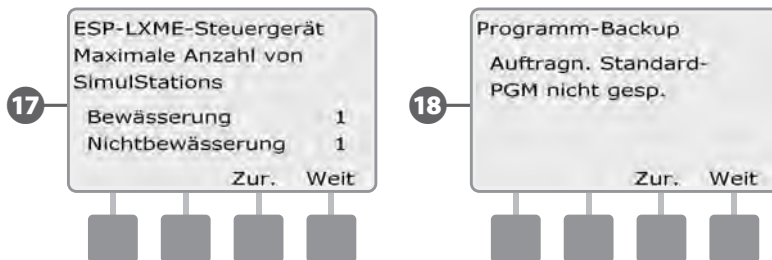 17
ESP-LXME-Steuergerät
Maximale Anzahl von
SimulStations
Bewässerung 1
Nichtbewässerung 1
Zur. Weit
18
Programm-Backup
Auftragn. Standard-
PGM nicht gesp.
Zur. Weit